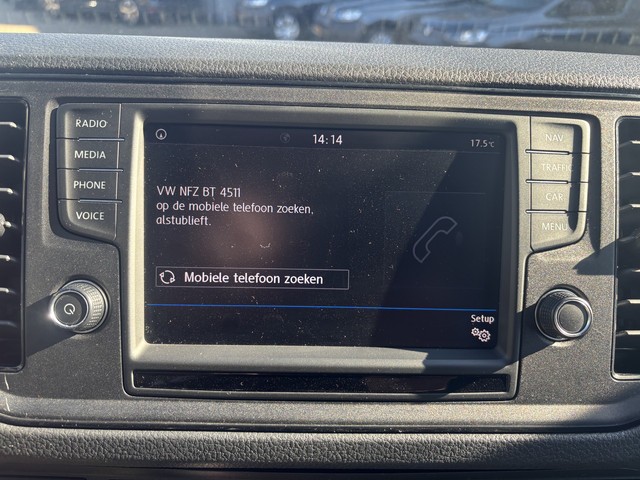 RADIO
MEDIA
PHONE
VOICE
14:14
17.5°C
VW NFZ BT 4511
op de mobiele telefoon zoeken,
alstublieft.
Mobiele telefoon zoeken
Setup
NAV
TRAFFIC
CAR
MENU